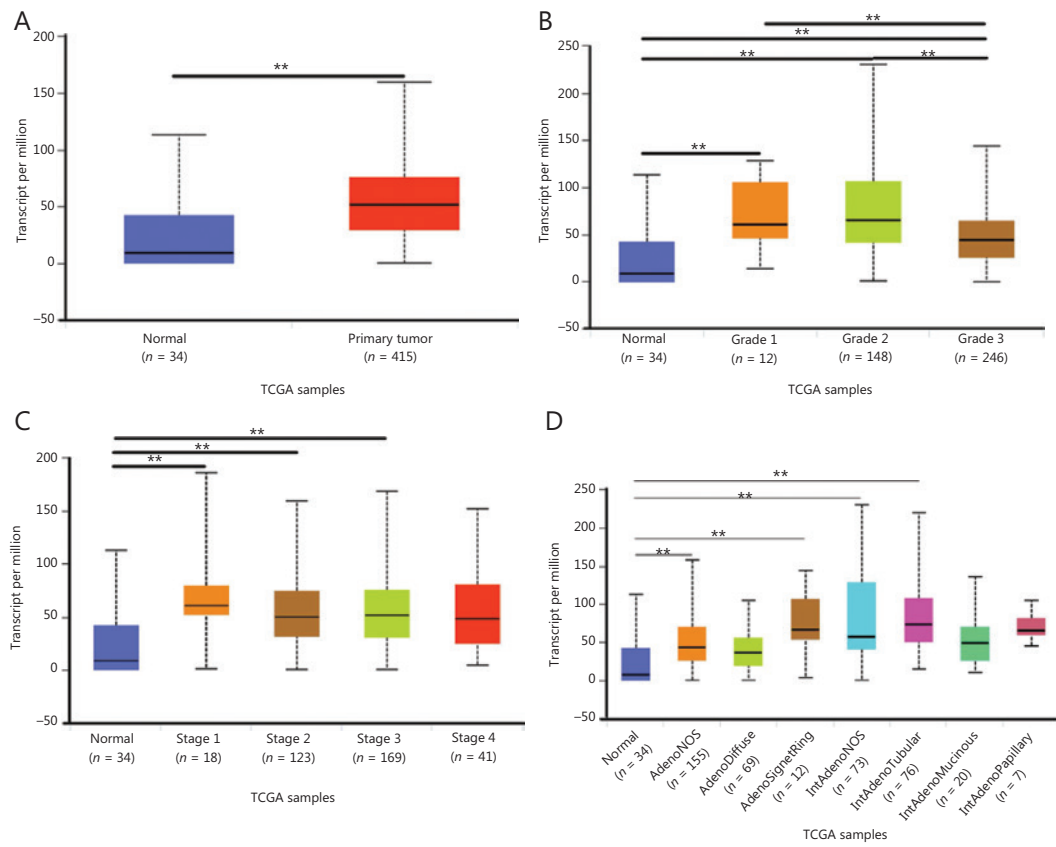 A
200
150
100
50
0
−50
Transcript per million
**
Normal
(n = 34)
Primary tumor
(n = 415)
TCGA samples
B
250
200
150
100
50
0
−50
Transcript per million
**
**
**
**
**
Normal
(n = 34)
Grade 1
(n = 12)
Grade 2
(n = 148)
Grade 3
(n = 246)
TCGA samples
C
200
150
100
50
0
−50
Transcript per million
**
**
**
Normal
(n = 34)
Stage 1
(n = 18)
Stage 2
(n = 123)
Stage 3
(n = 169)
Stage 4
(n = 41)
TCGA samples
D
250
200
150
100
50
0
−50
Transcript per million
**
**
**
**
Normal
(n = 34)
AdenoNOS
(n = 155)
AdenoDiffuse
(n = 69)
AdenoSignetRing
(n = 12)
IntAdenoNOS
(n = 73)
IntAdenoTubular
(n = 76)
IntAdenoMucinous
(n = 20)
IntAdenoPapillary
(n = 7)
TCGA samples